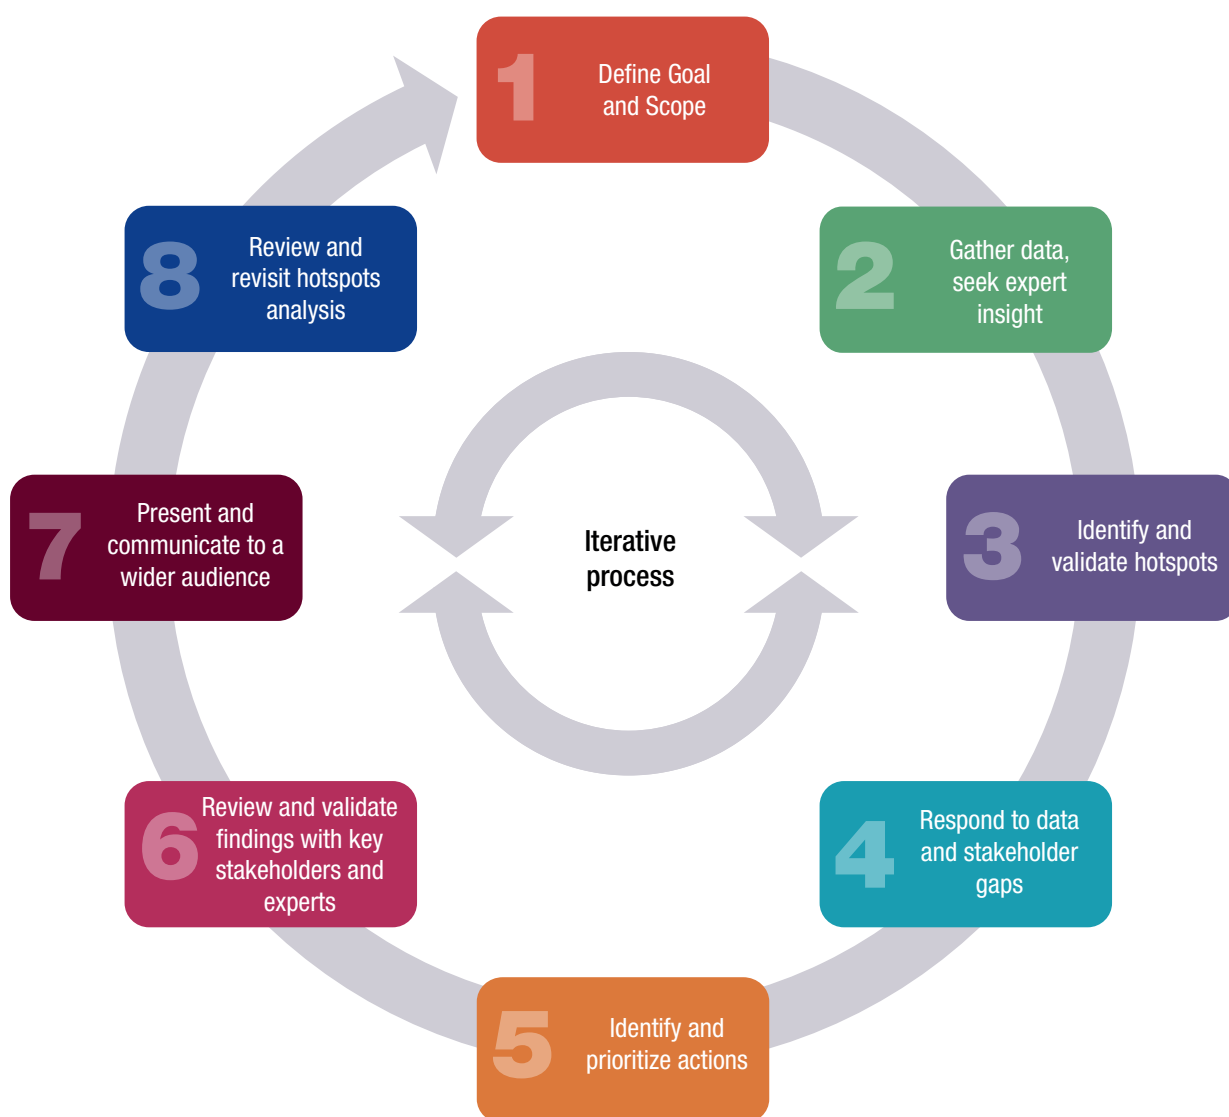 1
Define Goal
and Scope
2
Gather data,
seek expert
insight
3
Identify and
validate hotspots
4
Respond to data
and stakeholder
gaps
5
Identify and
prioritize actions
6
Review and validate
findings with key
stakeholders and
experts
7
Present and
communicate to a
wider audience
8
Review and
revisit hotspots
analysis
Iterative
process